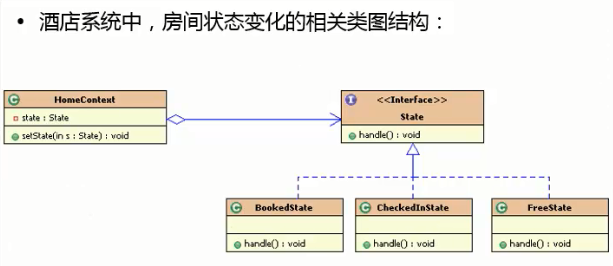 • 酒店系统中，房间状态变化的相关类图结构：
C HomeContext
state : State
setState(in s : State) : void
I <<Interface>>
State
handle() : void
C BookedState
handle() : void
C CheckedInState
handle() : void
C FreeState
handle() : void